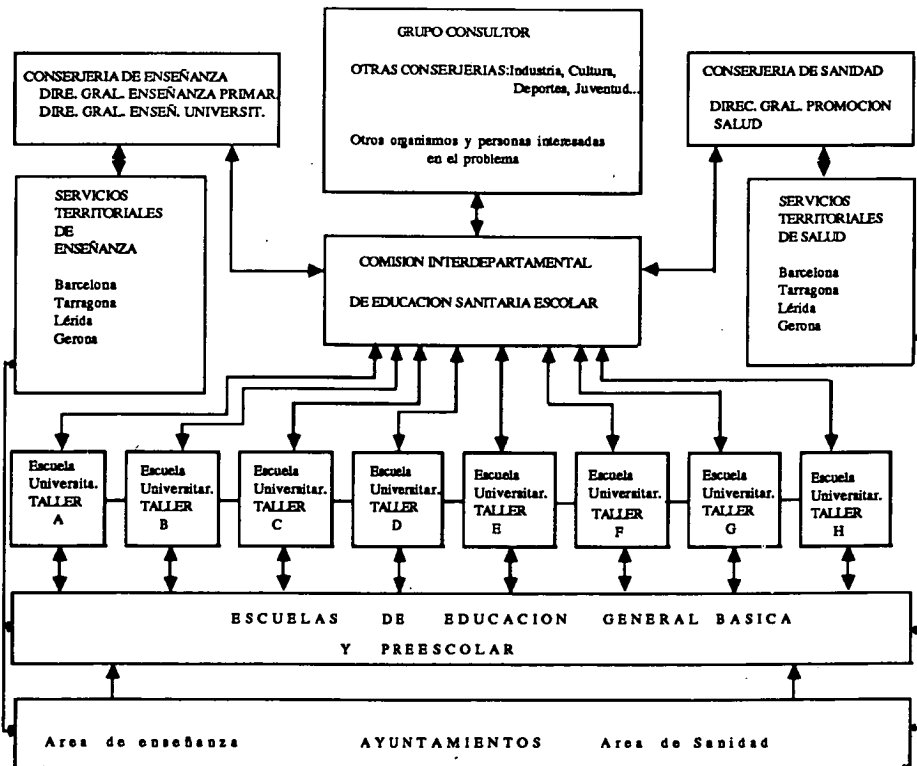 GRUPO CONSULTOR
OTRAS CONSERJERIAS:Industria, Cultura,
Deportes, Juventud...
Otros organismos y personas interesadas
en el problema
CONSERJERIA DE ENSEÑANZA
DIRE. GRAL. ENSEÑANZA PRIMAR.
DIRE. GRAL. ENSEÑ. UNIVERSIT.
CONSERJERIA DE SANIDAD
DIREC. GRAL. PROMOCION
SALUD
SERVICIOS
TERRITORIALES
DE
ENSEÑANZA
Barcelona
Tarragona
Lérida
Gerona
COMISION INTERDEPARTAMENTAL
DE EDUCACION SANITARIA ESCOLAR
SERVICIOS
TERRITORIALES
DE SALUD
Barcelona
Tarragona
Lérida
Gerona
Escuela
Universitar.
TALLER
A
Escuela
Universitar.
TALLER
B
Escuela
Universitar.
TALLER
C
Escuela
Universitar.
TALLER
D
Escuela
Universitar.
TALLER
E
Escuela
Universitar.
TALLER
F
Escuela
Universitar.
TALLER
G
Escuela
Universitar.
TALLER
H
ESCUELAS DE EDUCACION GENERAL BASICA
Y PREESCOLAR
Area de enseñanza AYUNTAMIENTOS Area de Sanidad